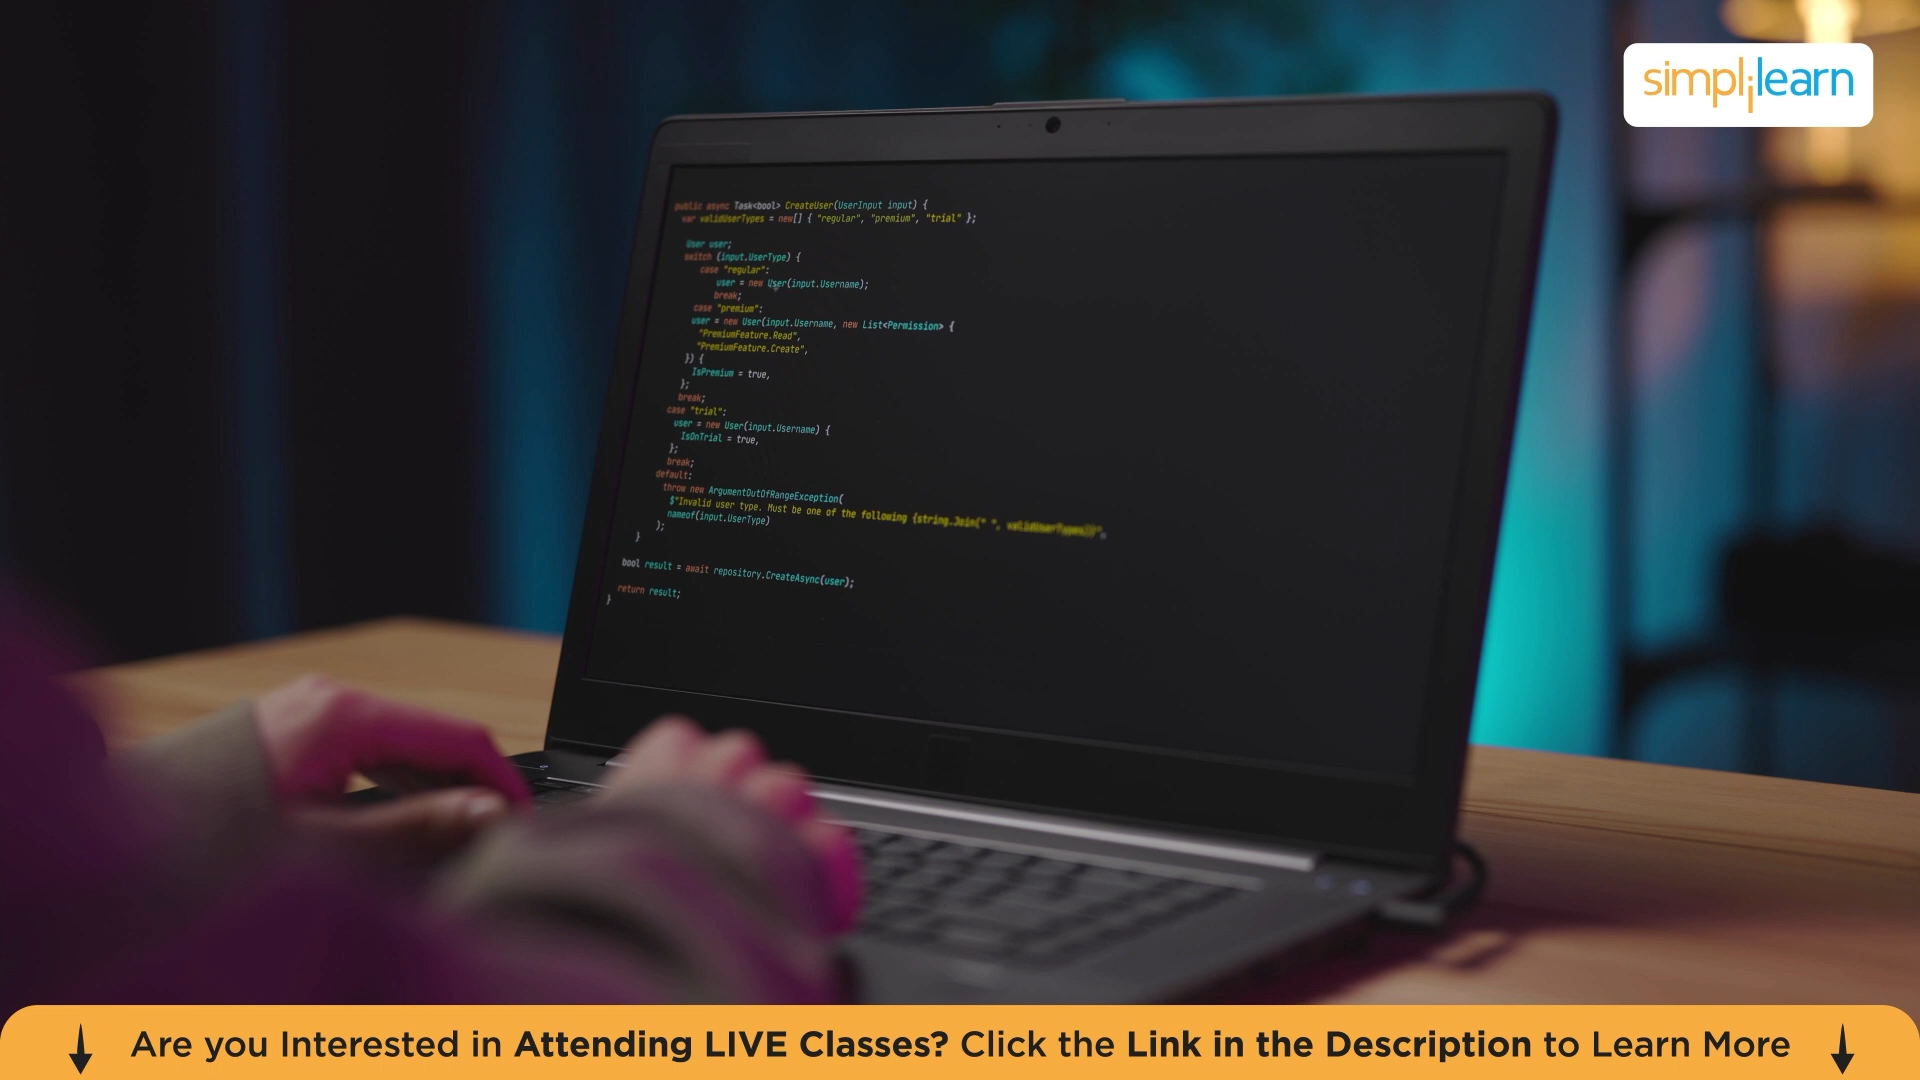 simplilearn
public async Task<bool> CreateUser(UserInput input) {
var validUserTypes = new[] { "regular", "premium", "trial" };
User user;
switch (input.UserType) {
case "regular":
user = new User(input.Username);
break;
case "premium":
user = new User(input.Username, new List<Permission> {
"PremiumFeature.Read",
"PremiumFeature.Create",
}) {
IsPremium = true,
};
break;
case "trial":
user = new User(input.Username) {
IsOnTrial = true,
};
break;
default:
throw new ArgumentOutOfRangeException(
$"Invalid user type. Must be one of the following {string.Join(" ", validUserTypes)}",
nameof(input.UserType)
);
}
bool result = await repository.CreateAsync(user);
return result;
}
Are you Interested in Attending LIVE Classes? Click the Link in the Description to Learn More